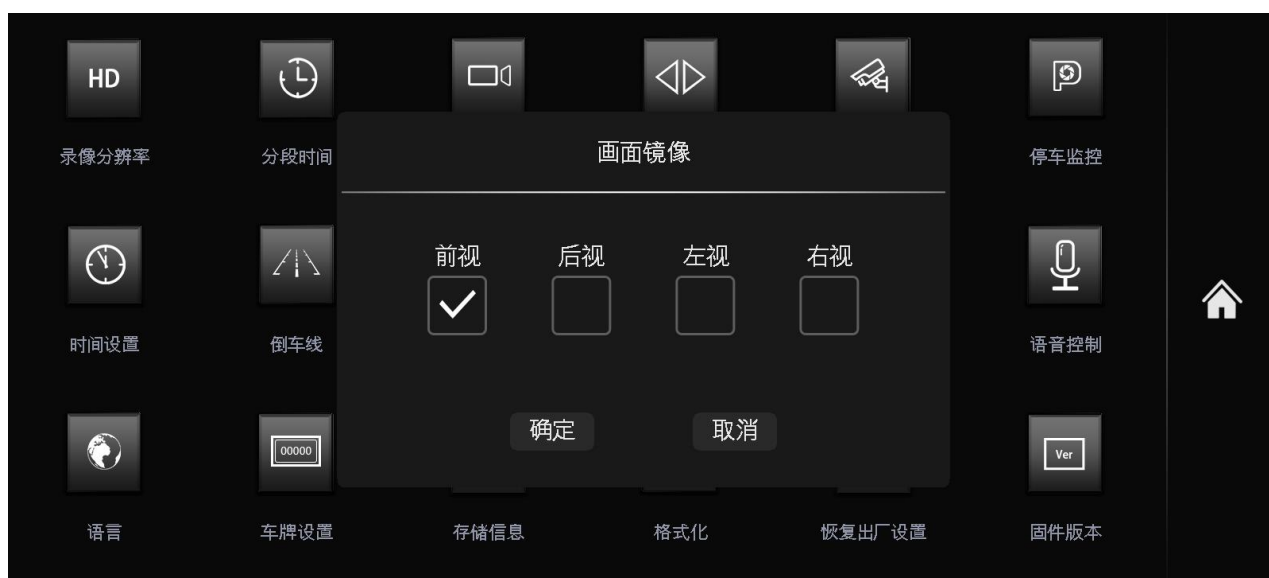 HD
录像分辨率
分段时间
停车监控
画面镜像
前视
后视
左视
右视
时间设置
倒车线
语音控制
确定
取消
00000
Ver
语言
车牌设置
存储信息
格式化
恢复出厂设置
固件版本